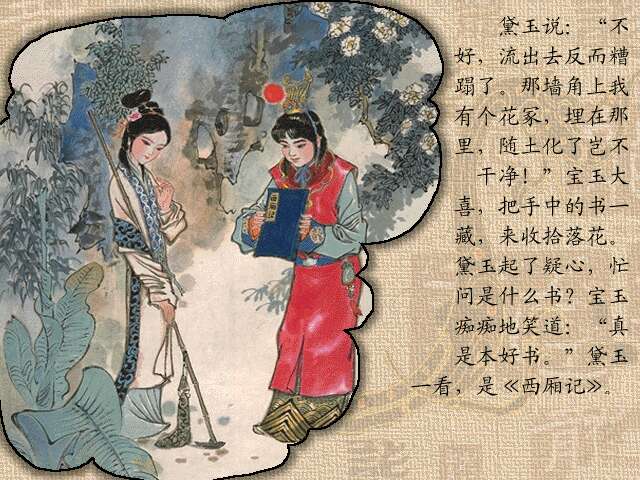 黛玉说：“不
好，流出去反而糟
蹋了。那墙角上我
有个花冢，埋在那
里，随土化了岂不
干净！”宝玉大
喜，把手中的书一
藏，来收拾落花。
黛玉起了疑心，忙
问是什么书？宝玉
痴痴地笑道：“真
是本好书。”黛玉
一看，是《西厢记》。
西厢记